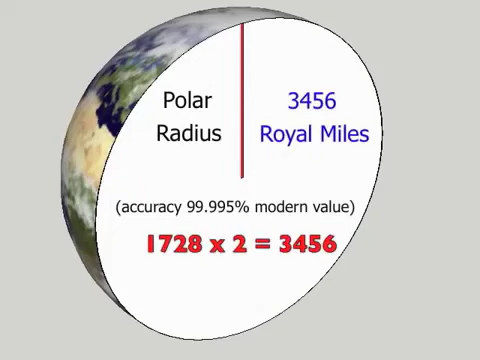 Polar
Radius
3456
Royal Miles
(accuracy 99.995% modern value)
1728 x 2 = 3456